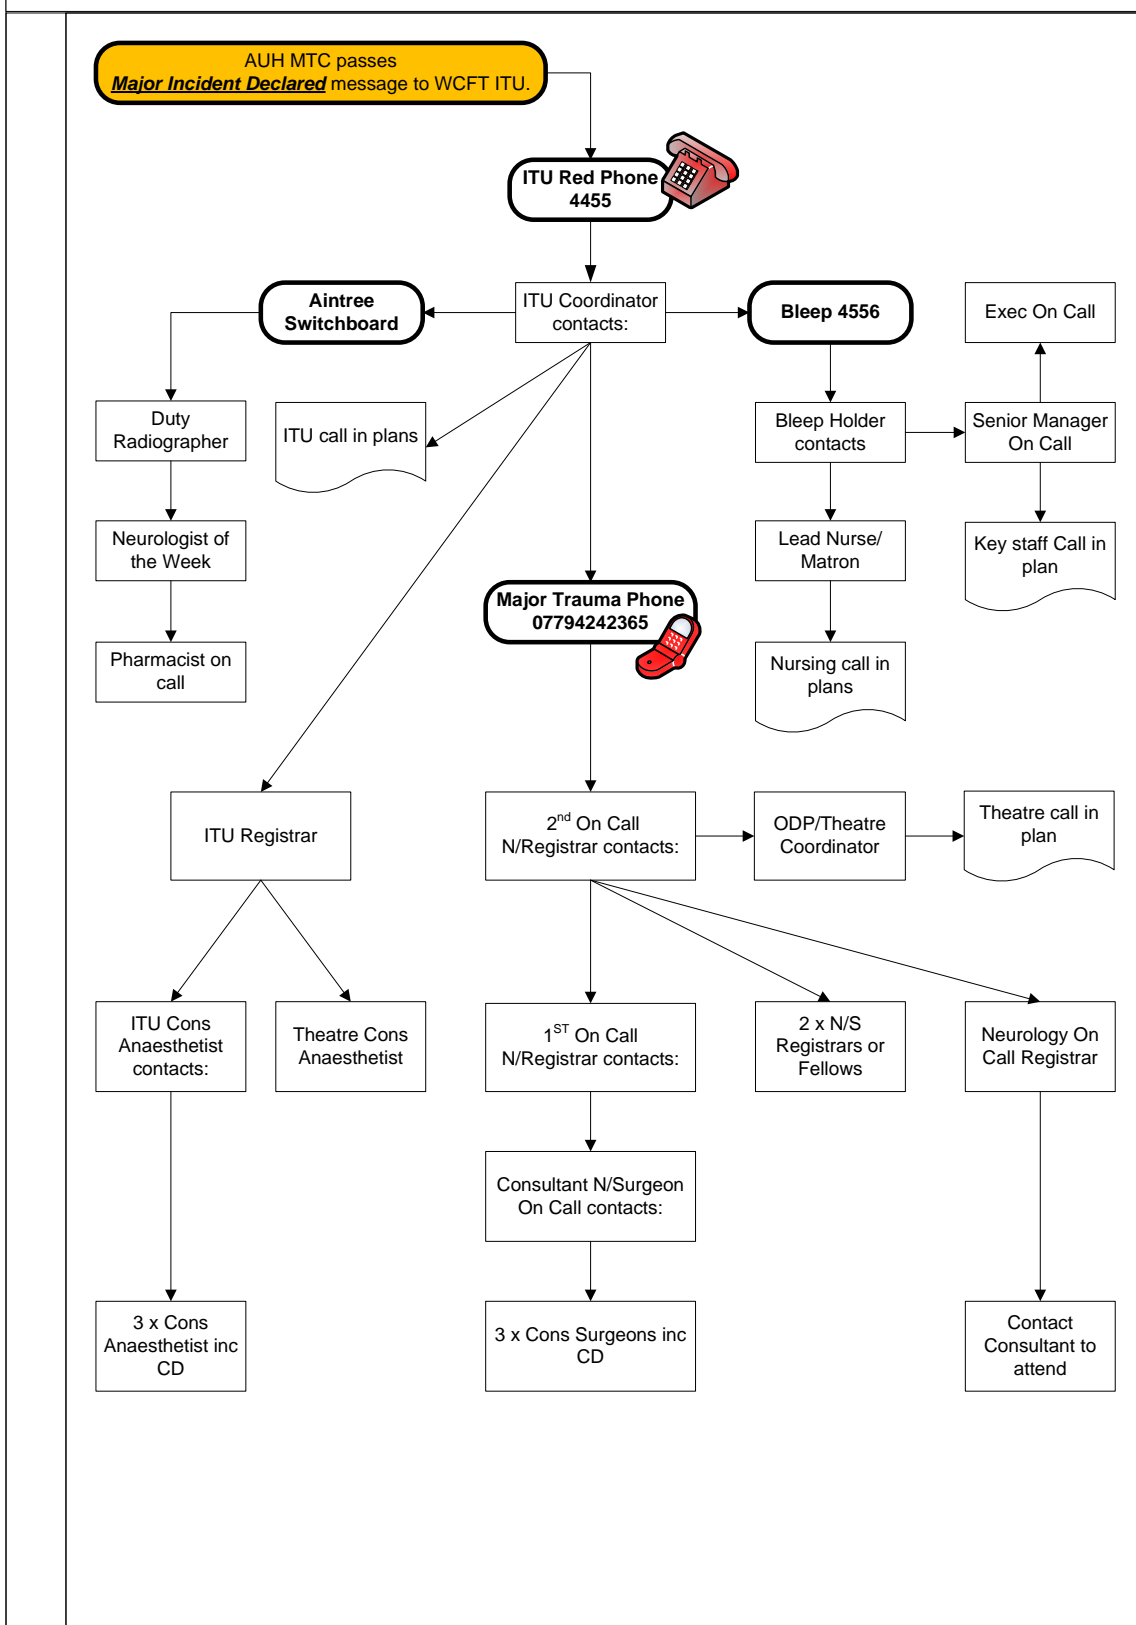 AUH MTC passes
Major Incident Declared message to WCFT ITU.
ITU Red Phone
4455
Aintree
Switchboard
ITU Coordinator
contacts:
Bleep 4556
Exec On Call
Duty
Radiographer
ITU call in plans
Bleep Holder
contacts
Senior Manager
On Call
Neurologist of
the Week
Lead Nurse/
Matron
Key staff Call in
plan
Major Trauma Phone
07794242365
Pharmacist on
call
Nursing call in
plans
ITU Registrar
2nd On Call
N/Registrar contacts:
ODP/Theatre
Coordinator
Theatre call in
plan
ITU Cons
Anaesthetist
contacts:
Theatre Cons
Anaesthetist
1ST On Call
N/Registrar contacts:
2 x N/S
Registrars or
Fellows
Neurology On
Call Registrar
Consultant N/Surgeon
On Call contacts:
3 x Cons
Anaesthetist inc
CD
3 x Cons Surgeons inc
CD
Contact
Consultant to
attend